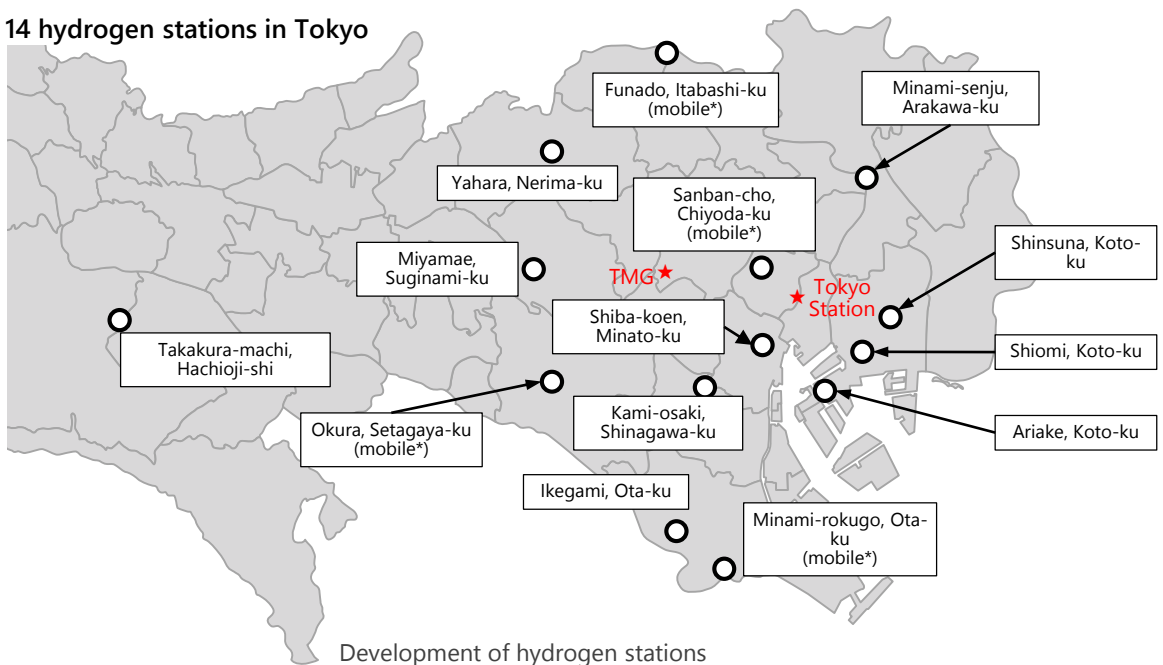 14 hydrogen stations in Tokyo
Funado, Itabashi-ku
(mobile*)
Minami-senju,
Arakawa-ku
Yahara, Nerima-ku
Sanban-cho,
Chiyoda-ku
(mobile*)
Shinsuna, Koto-
ku
Miyamae,
Suginami-ku
TMG
Tokyo
Station
Shiba-koen,
Minato-ku
Takakura-machi,
Hachioji-shi
Shiomi, Koto-ku
Okura, Setagaya-ku
(mobile*)
Kami-osaki,
Shinagawa-ku
Ariake, Koto-ku
Ikegami, Ota-ku
Minami-rokugo, Ota-
ku
(mobile*)
Development of hydrogen stations